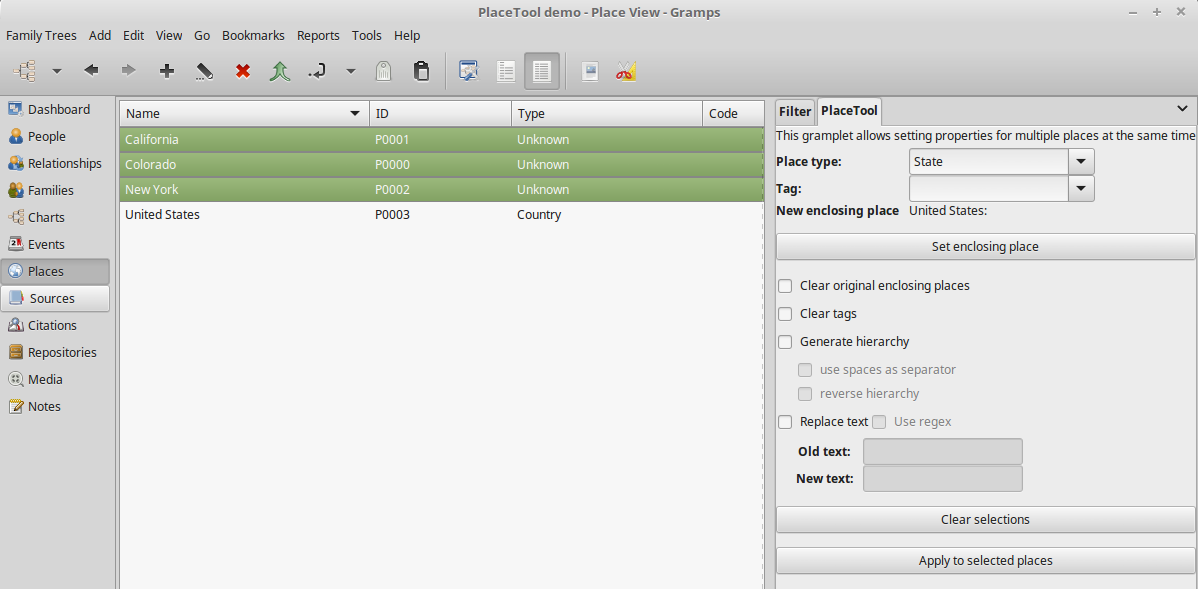 PlaceTool demo - Place View - Gramps
Family Trees Add Edit View Go Bookmarks Reports Tools Help
Dashboard
People
Relationships
Families
Charts
Events
Places
Sources
Citations
Repositories
Media
Notes
Name ID Type Code
California P0001 Unknown
Colorado P0000 Unknown
New York P0002 Unknown
United States P0003 Country
Filter PlaceTool
This gramplet allows setting properties for multiple places at the same time
Place type: State
Tag:
New enclosing place United States:
Set enclosing place
Clear original enclosing places
Clear tags
Generate hierarchy
use spaces as separator
reverse hierarchy
Replace text Use regex
Old text:
New text:
Clear selections
Apply to selected places